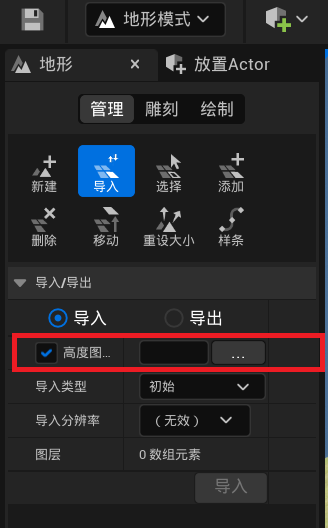 地形模式
地形 放置Actor
管理 雕刻 绘制
新建 导入 选择 添加
删除 移动 重设大小 样条
导入/导出
导入 导出
高度图... ...
导入类型 初始
导入分辨率 （无效）
图层 0 数组元素
导入